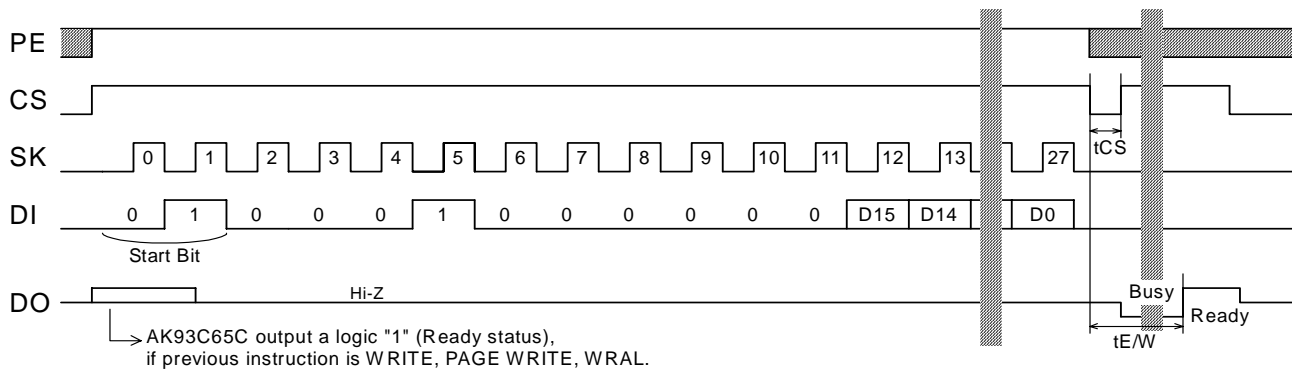 PE
CS
tCS
SK 0 1 2 3 4 5 6 7 8 9 10 11 12 13 27
DI 0 1 0 0 0 1 0 0 0 0 0 0 D15 D14 D0
Start Bit
DO Hi-Z Busy Ready
tE/W
AK93C65C output a logic "1" (Ready status),
if previous instruction is WRITE, PAGE WRITE, WRAL.